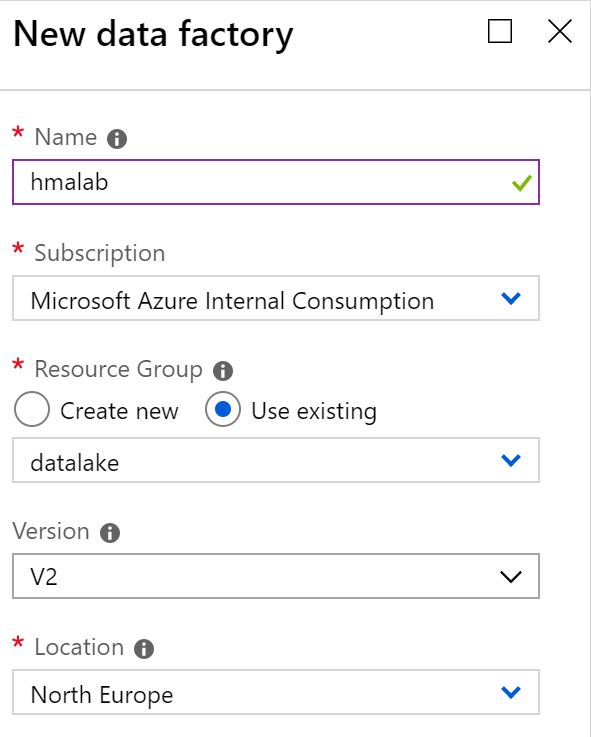 New data factory
* Name
hmalab
* Subscription
Microsoft Azure Internal Consumption
* Resource Group
Create new Use existing
datalake
Version
V2
* Location
North Europe